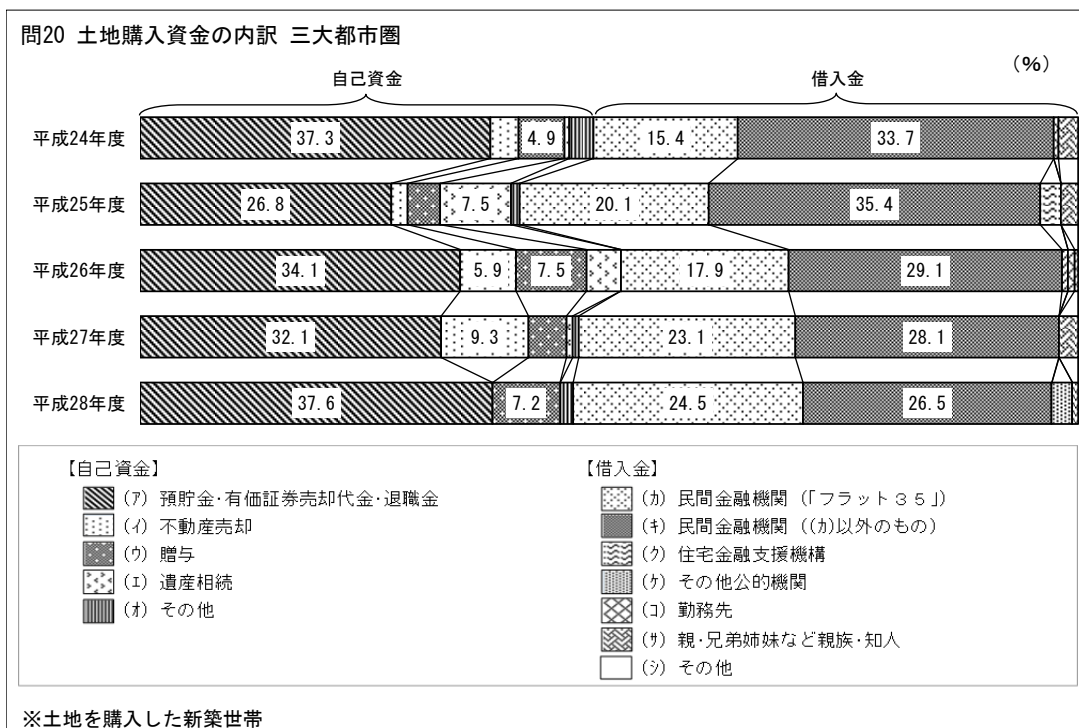 問20 土地購入資金の内訳 三大都市圏
(%)
自己資金 借入金
平成24年度 37.3 4.9 15.4 33.7
平成25年度 26.8 7.5 20.1 35.4
平成26年度 34.1 5.9 7.5 17.9 29.1
平成27年度 32.1 9.3 23.1 28.1
平成28年度 37.6 7.2 24.5 26.5
【自己資金】
(ア) 預貯金･有価証券売却代金･退職金
(イ) 不動産売却
(ウ) 贈与
(エ) 遺産相続
(オ) その他
【借入金】
(カ) 民間金融機関 (｢フラット３５｣)
(キ) 民間金融機関 ((カ)以外のもの)
(ク) 住宅金融支援機構
(ケ) その他公的機関
(コ) 勤務先
(サ) 親･兄弟姉妹など親族･知人
(シ) その他
※土地を購入した新築世帯